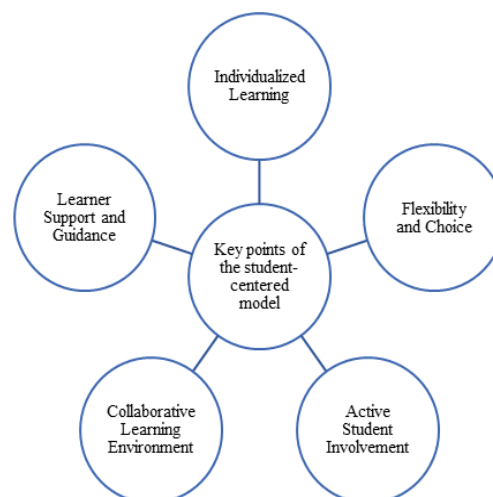 Individualized
Learning
Learner
Support and
Guidance
Flexibility
and Choice
Key points of
the student-
centered
model
Collaborative
Learning
Environment
Active
Student
Involvement